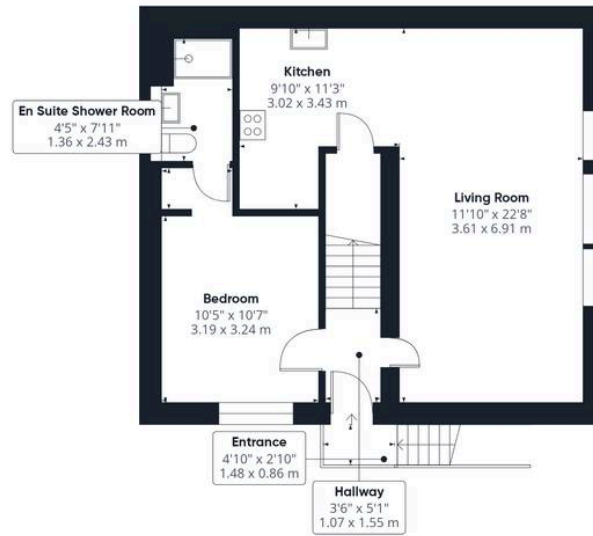 Kitchen
9'10" x 11'3"
3.02 x 3.43 m
En Suite Shower Room
4'5" x 7'11"
1.36 x 2.43 m
Living Room
11'10" x 22'8"
3.61 x 6.91 m
Bedroom
10'5" x 10'7"
3.19 x 3.24 m
Entrance
4'10" x 2'10"
1.48 x 0.86 m
Hallway
3'6" x 5'1"
1.07 x 1.55 m